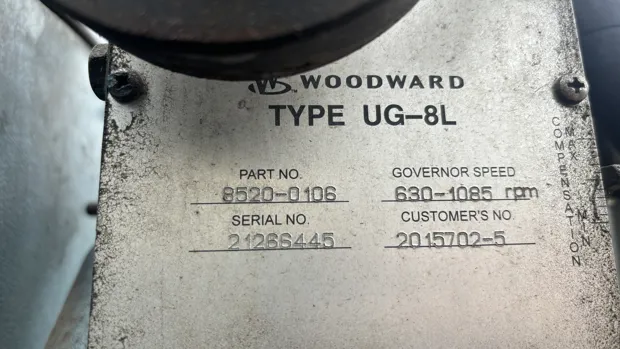 WOODWARD
TYPE UG-8L
PART NO.
8520-0106
GOVERNOR SPEED
630-1085 rpm
SERIAL NO.
21266445
CUSTOMER'S NO
2015702-5
COMPENSATION
MAX.
MIN.